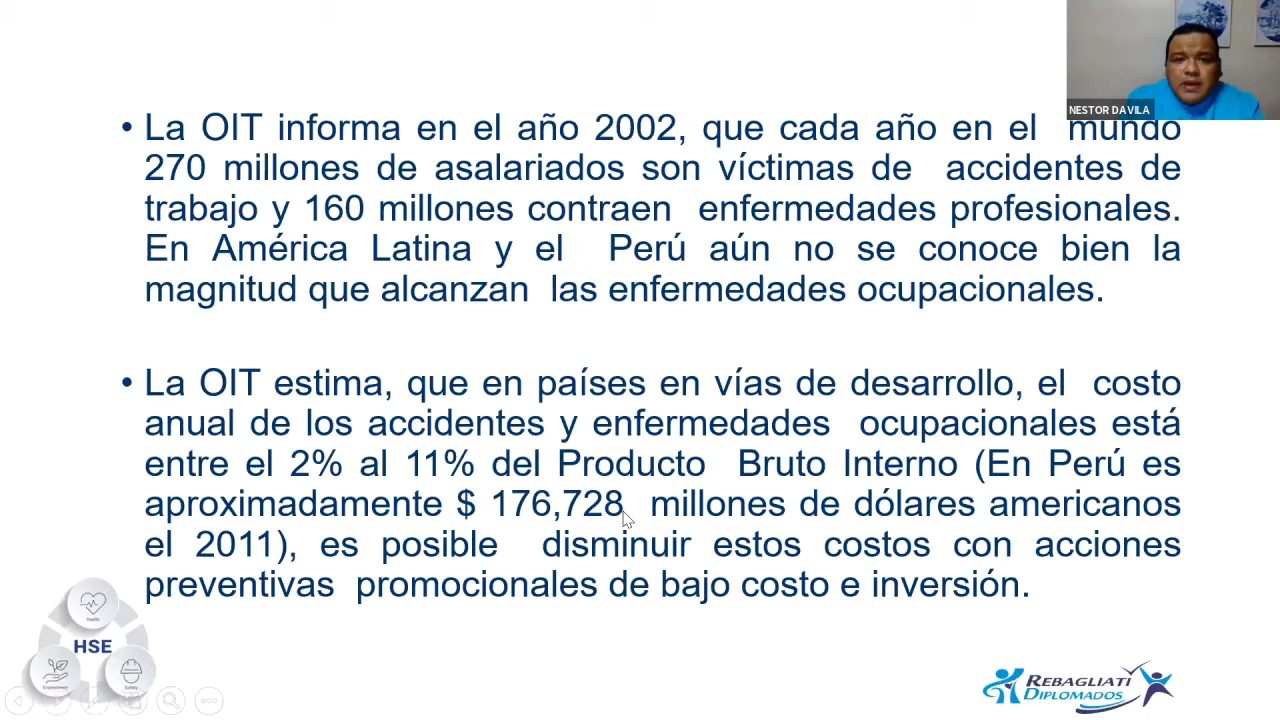 NESTOR DAVILA
• La OIT informa en el año 2002, que cada año en el mundo
270 millones de asalariados son víctimas de accidentes de
trabajo y 160 millones contraen enfermedades profesionales.
En América Latina y el Perú aún no se conoce bien la
magnitud que alcanzan las enfermedades ocupacionales.
• La OIT estima, que en países en vías de desarrollo, el costo
anual de los accidentes y enfermedades ocupacionales está
entre el 2% al 11% del Producto Bruto Interno (En Perú es
aproximadamente $ 176,728 millones de dólares americanos
el 2011), es posible disminuir estos costos con acciones
preventivas promocionales de bajo costo e inversión.
Health
HSE
Environment
Safety
REBAGLIATI
DIPLOMADOS